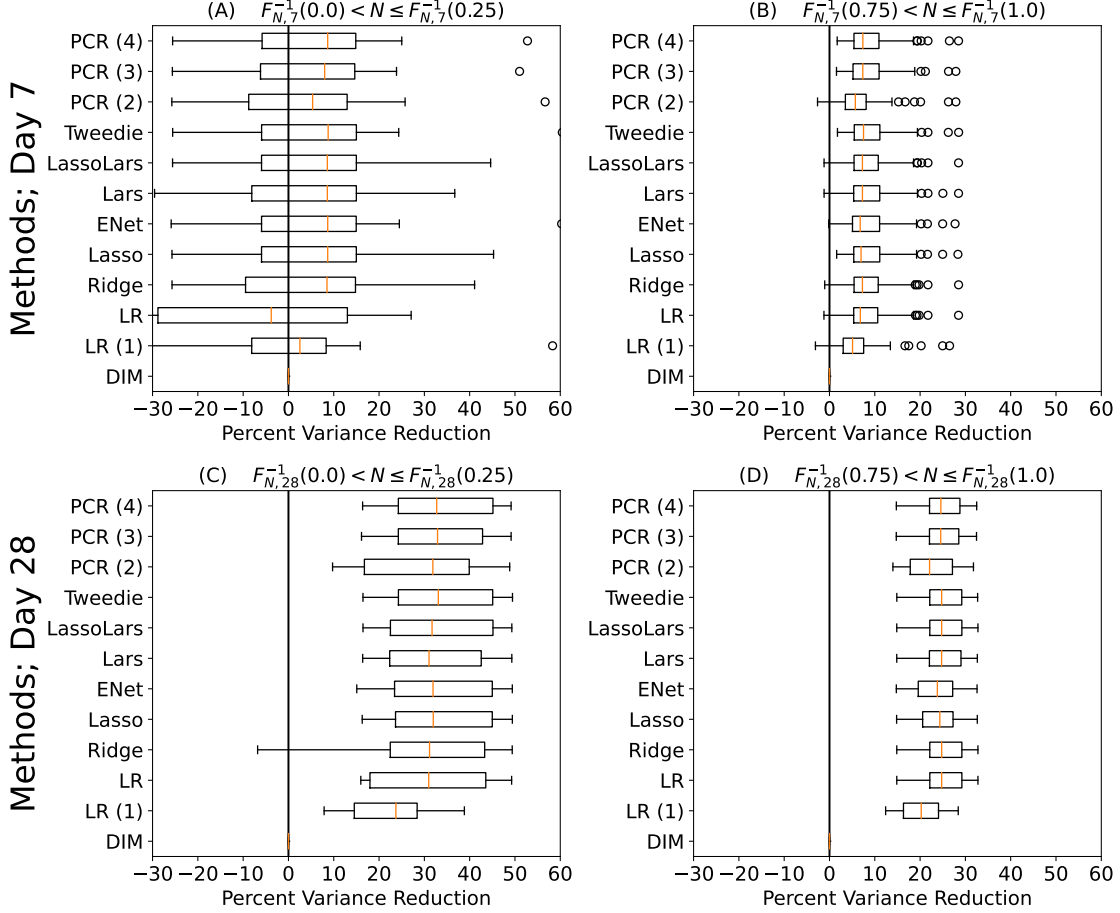 (A) $F_{N,7}^{-1}(0.0) < N \leq F_{N,7}^{-1}(0.25)$
(B) $F_{N,7}^{-1}(0.75) < N \leq F_{N,7}^{-1}(1.0)$
Methods; Day 7
PCR (4)
PCR (3)
PCR (2)
Tweedie
LassoLars
Lars
ENet
Lasso
Ridge
LR
LR (1)
DIM
−30 −20 −10 0 10 20 30 40 50 60
Percent Variance Reduction
PCR (4)
PCR (3)
PCR (2)
Tweedie
LassoLars
Lars
ENet
Lasso
Ridge
LR
LR (1)
DIM
−30 −20 −10 0 10 20 30 40 50 60
Percent Variance Reduction
(C) $F_{N,28}^{-1}(0.0) < N \leq F_{N,28}^{-1}(0.25)$
(D) $F_{N,28}^{-1}(0.75) < N \leq F_{N,28}^{-1}(1.0)$
Methods; Day 28
PCR (4)
PCR (3)
PCR (2)
Tweedie
LassoLars
Lars
ENet
Lasso
Ridge
LR
LR (1)
DIM
−30 −20 −10 0 10 20 30 40 50 60
Percent Variance Reduction
PCR (4)
PCR (3)
PCR (2)
Tweedie
LassoLars
Lars
ENet
Lasso
Ridge
LR
LR (1)
DIM
−30 −20 −10 0 10 20 30 40 50 60
Percent Variance Reduction